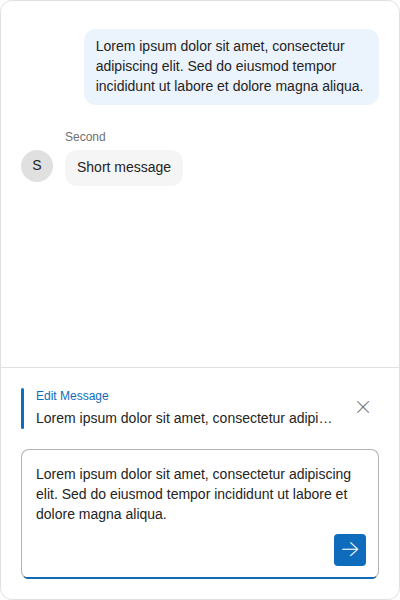 Lorem ipsum dolor sit amet, consectetur
adipiscing elit. Sed do eiusmod tempor
incididunt ut labore et dolore magna aliqua.
Second
S
Short message
Edit Message
Lorem ipsum dolor sit amet, consectetur adipi…
Lorem ipsum dolor sit amet, consectetur adipiscing
elit. Sed do eiusmod tempor incididunt ut labore et
dolore magna aliqua.